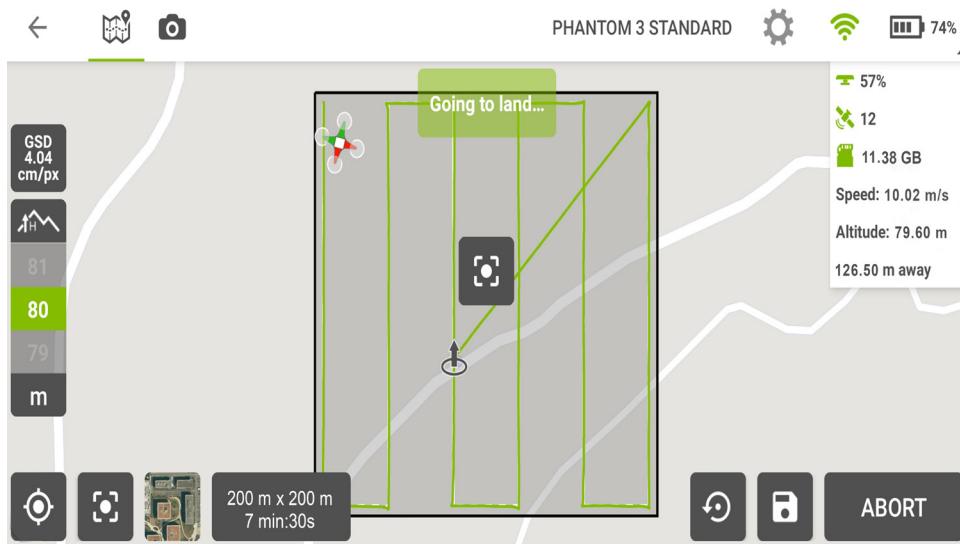 PHANTOM 3 STANDARD
74%
Going to land...
57%
12
11.38 GB
Speed: 10.02 m/s
Altitude: 79.60 m
126.50 m away
GSD
4.04
cm/px
H
81
80
79
m
200 m x 200 m
7 min:30s
ABORT